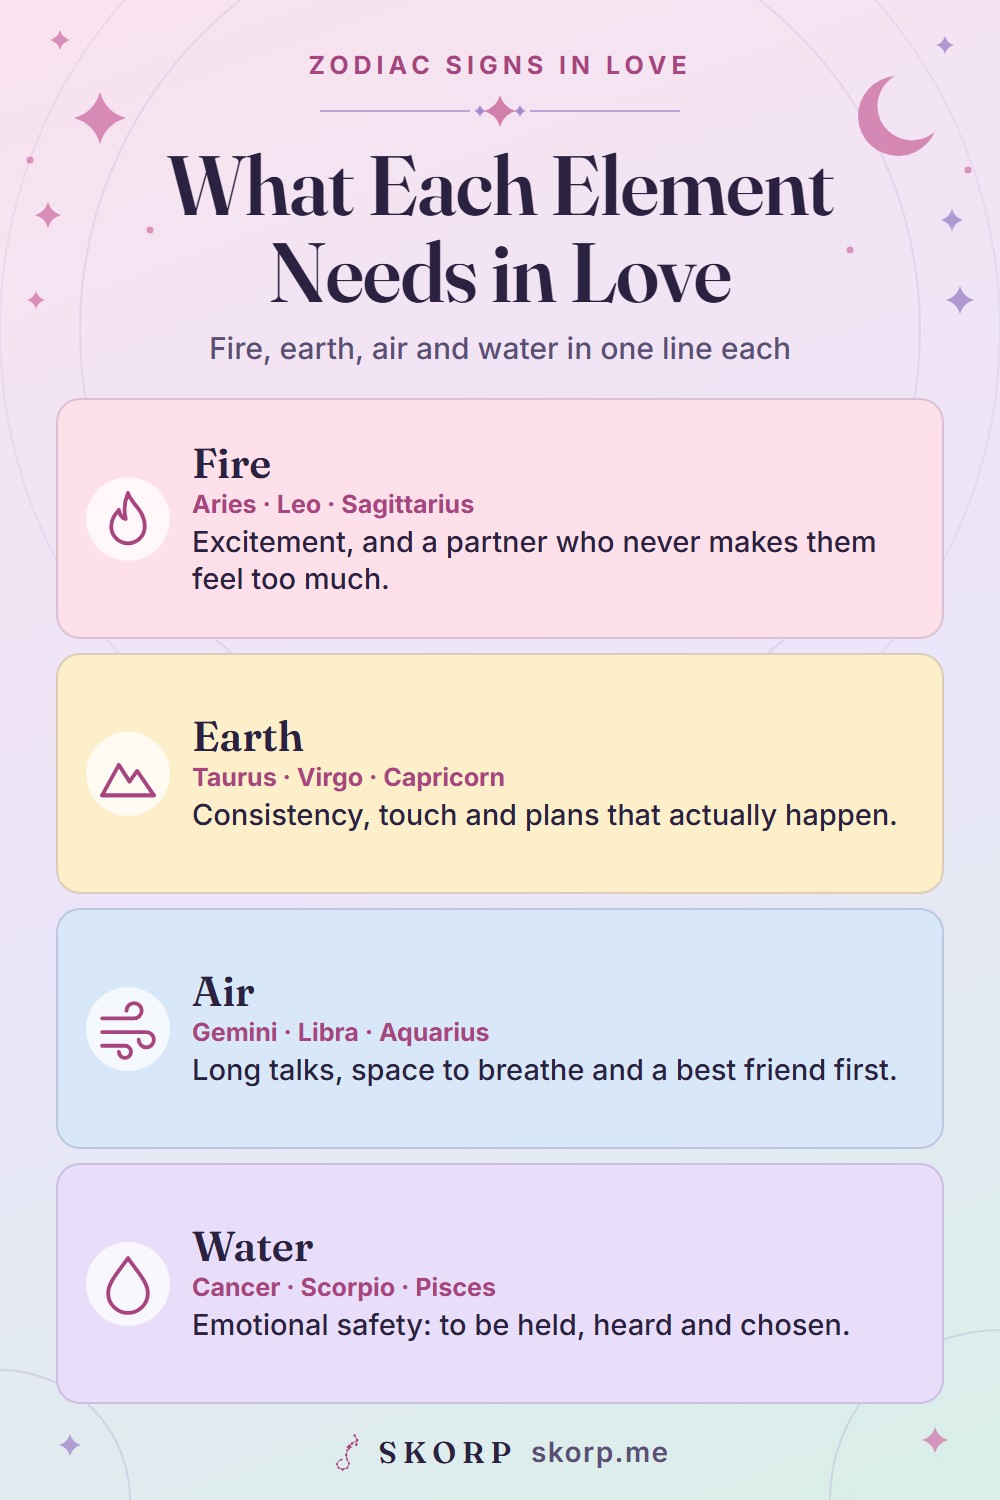 ZODIAC SIGNS IN LOVE
What Each Element
Needs in Love
Fire, earth, air and water in one line each
Fire
Aries · Leo · Sagittarius
Excitement, and a partner who never makes them
feel too much.
Earth
Taurus · Virgo · Capricorn
Consistency, touch and plans that actually happen.
Air
Gemini · Libra · Aquarius
Long talks, space to breathe and a best friend first.
Water
Cancer · Scorpio · Pisces
Emotional safety: to be held, heard and chosen.
SKORP skorp.me